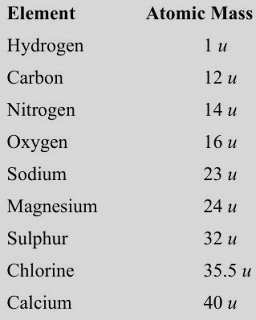 Element Atomic Mass
Hydrogen 1 u
Carbon 12 u
Nitrogen 14 u
Oxygen 16 u
Sodium 23 u
Magnesium 24 u
Sulphur 32 u
Chlorine 35.5 u
Calcium 40 u